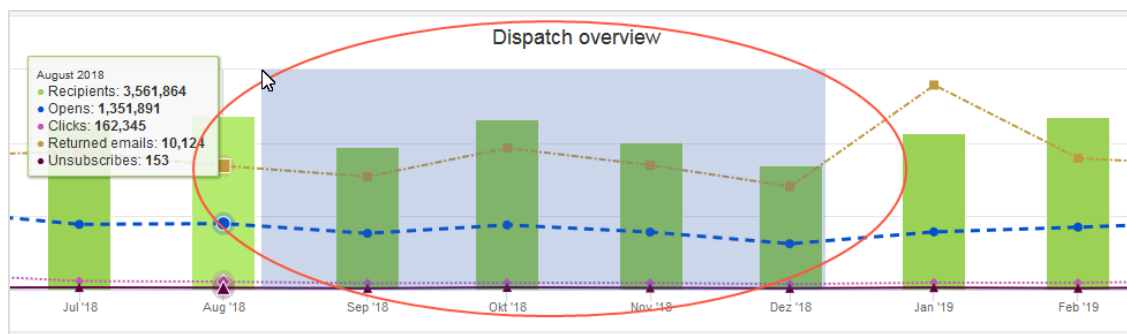 Dispatch overview
August 2018
Recipients: 3,561,864
Opens: 1,351,891
Clicks: 162,345
Returned emails: 10,124
Unsubscribes: 153
Jul '18 Aug '18 Sep '18 Okt '18 Nov '18 Dez '18 Jan '19 Feb '19